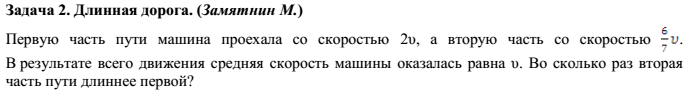 Задача 2. Длинная дорога. (Замятнин М.)
Первую часть пути машина проехала со скоростью 2υ, а вторую часть со скоростью 6/7 υ.
В результате всего движения средняя скорость машины оказалась равна υ. Во сколько раз вторая
часть пути длиннее первой?